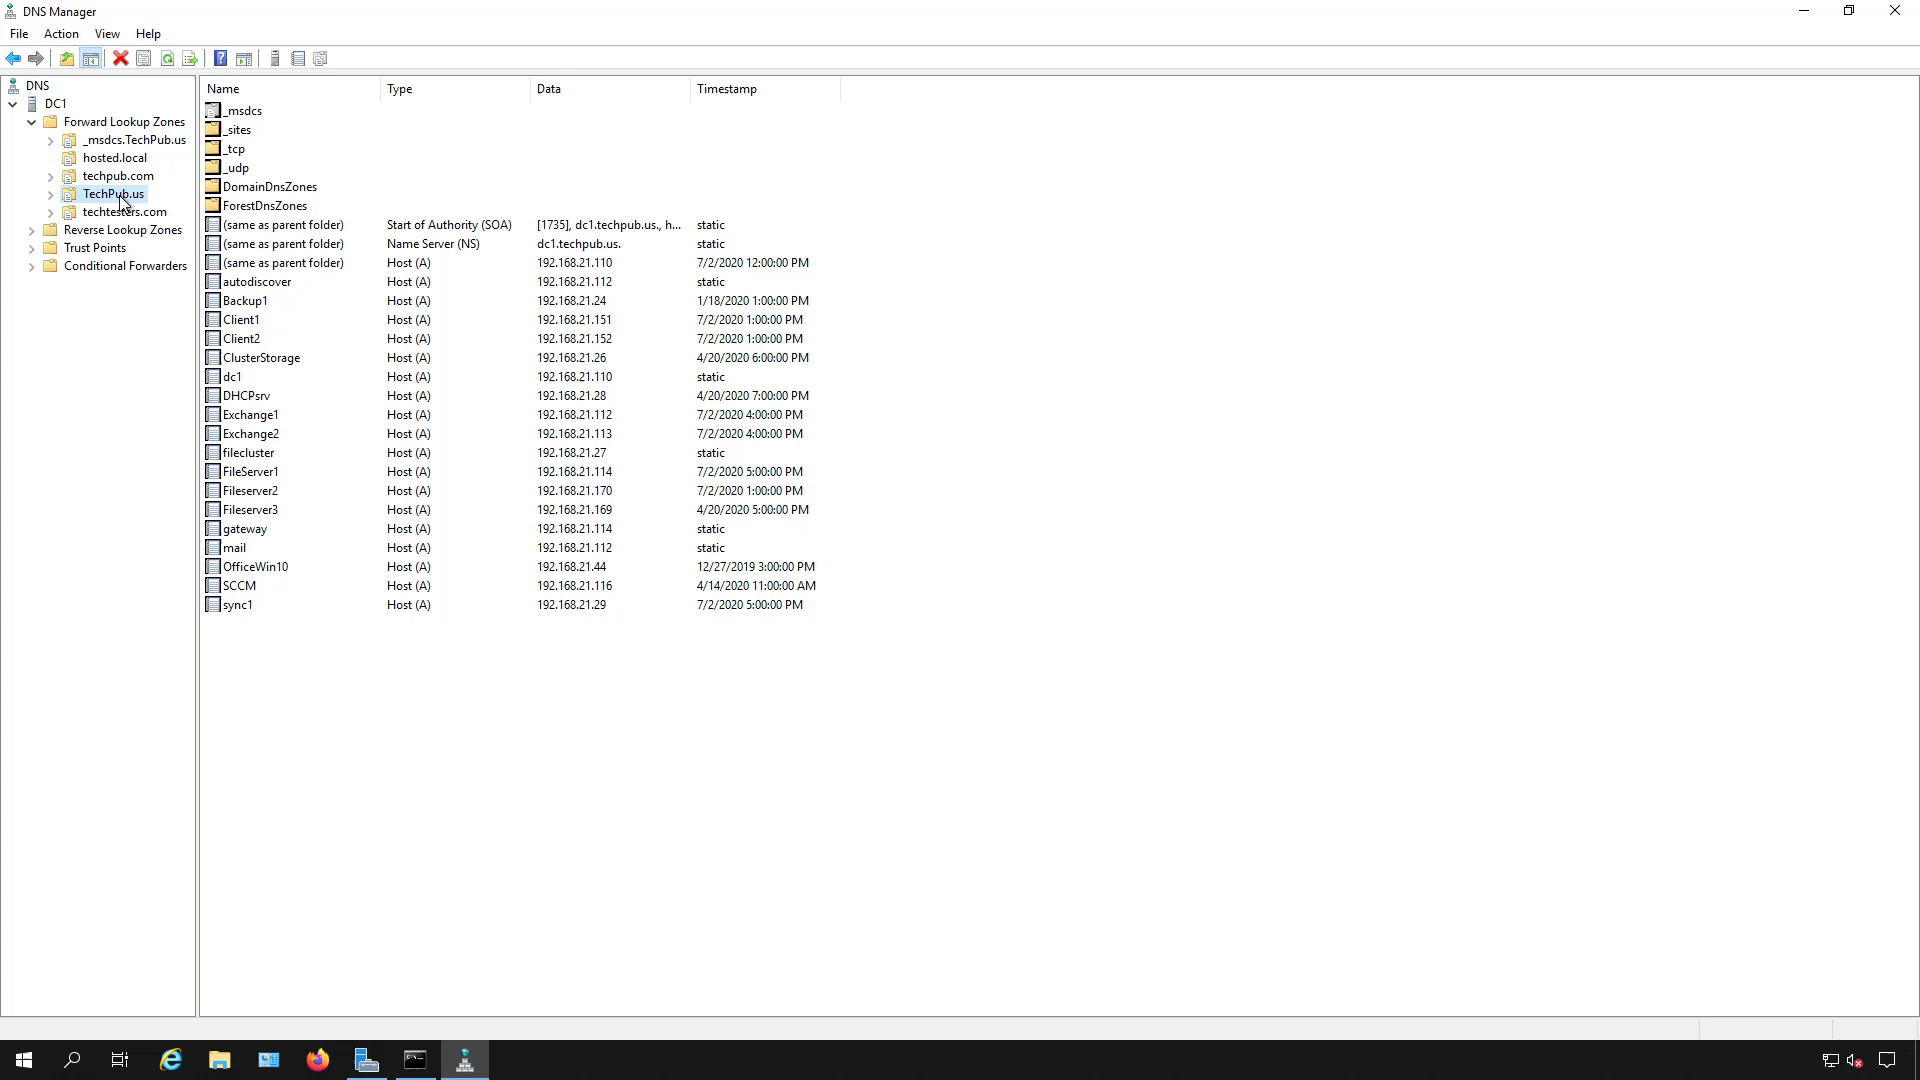 DNS Manager
File Action View Help
DNS
DC1
Forward Lookup Zones
_msdcs.TechPub.us
hosted.local
techpub.com
TechPub.us
techtesters.com
Reverse Lookup Zones
Trust Points
Conditional Forwarders
Name Type Data Timestamp
_msdcs
_sites
_tcp
_udp
DomainDnsZones
ForestDnsZones
(same as parent folder) Start of Authority (SOA) [1735], dc1.techpub.us., h... static
(same as parent folder) Name Server (NS) dc1.techpub.us. static
(same as parent folder) Host (A) 192.168.21.110 7/2/2020 12:00:00 PM
autodiscover Host (A) 192.168.21.112 static
Backup1 Host (A) 192.168.21.24 1/18/2020 1:00:00 PM
Client1 Host (A) 192.168.21.151 7/2/2020 1:00:00 PM
Client2 Host (A) 192.168.21.152 7/2/2020 1:00:00 PM
ClusterStorage Host (A) 192.168.21.26 4/20/2020 6:00:00 PM
dc1 Host (A) 192.168.21.110 static
DHCPsrv Host (A) 192.168.21.28 4/20/2020 7:00:00 PM
Exchange1 Host (A) 192.168.21.112 7/2/2020 4:00:00 PM
Exchange2 Host (A) 192.168.21.113 7/2/2020 4:00:00 PM
filecluster Host (A) 192.168.21.27 static
FileServer1 Host (A) 192.168.21.114 7/2/2020 5:00:00 PM
Fileserver2 Host (A) 192.168.21.170 7/2/2020 1:00:00 PM
Fileserver3 Host (A) 192.168.21.169 4/20/2020 5:00:00 PM
gateway Host (A) 192.168.21.114 static
mail Host (A) 192.168.21.112 static
OfficeWin10 Host (A) 192.168.21.44 12/27/2019 3:00:00 PM
SCCM Host (A) 192.168.21.116 4/14/2020 11:00:00 AM
sync1 Host (A) 192.168.21.29 7/2/2020 5:00:00 PM